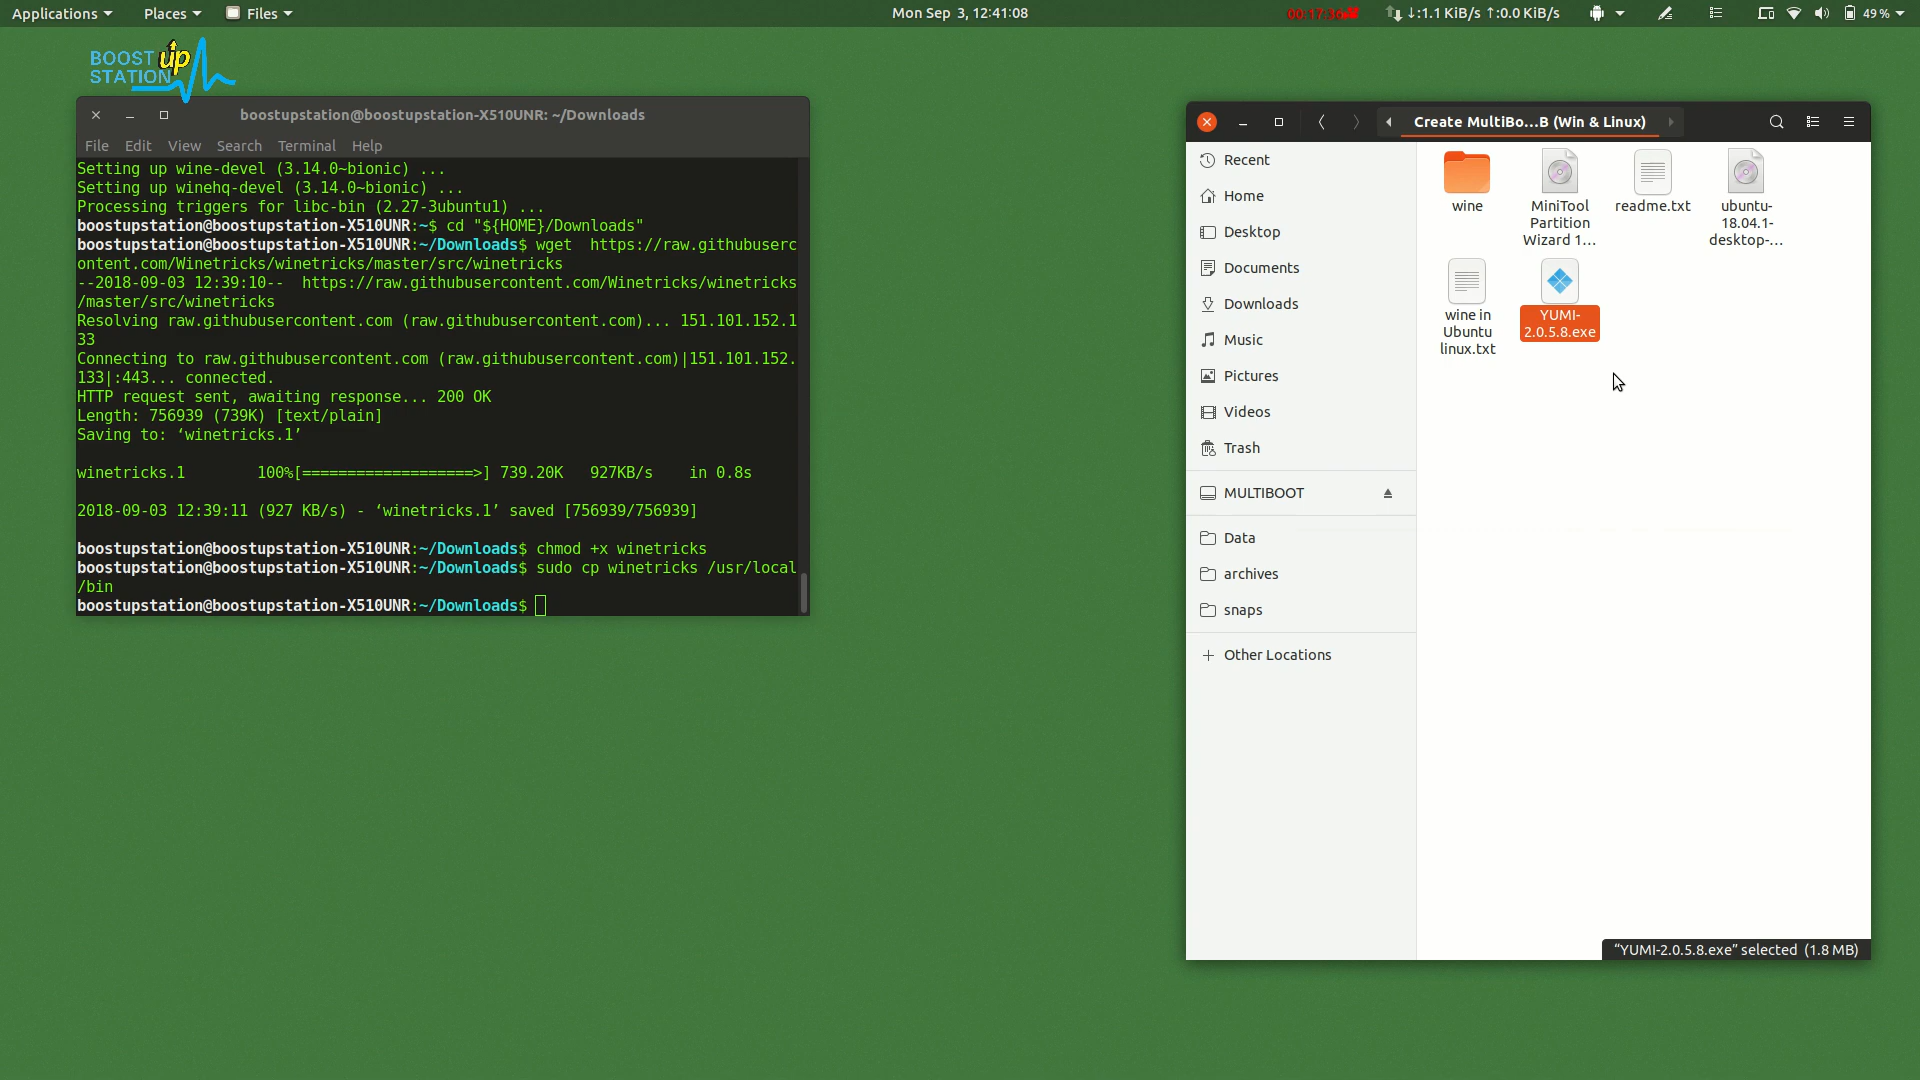 Applications Places Files Mon Sep 3, 12:41:08 ↓:1.1 KiB/s ↑:0.0 KiB/s 49 %
BOOST up
STATION
boostupstation@boostupstation-X510UNR: ~/Downloads
File Edit View Search Terminal Help
Setting up wine-devel (3.14.0~bionic) ...
Setting up winehq-devel (3.14.0~bionic) ...
Processing triggers for libc-bin (2.27-3ubuntu1) ...
boostupstation@boostupstation-X510UNR:~$ cd "${HOME}/Downloads"
boostupstation@boostupstation-X510UNR:~/Downloads$ wget  https://raw.githubuserc
ontent.com/Winetricks/winetricks/master/src/winetricks
--2018-09-03 12:39:10--  https://raw.githubusercontent.com/Winetricks/winetricks
/master/src/winetricks
Resolving raw.githubusercontent.com (raw.githubusercontent.com)... 151.101.152.1
33
Connecting to raw.githubusercontent.com (raw.githubusercontent.com)|151.101.152.
133|:443... connected.
HTTP request sent, awaiting response... 200 OK
Length: 756939 (739K) [text/plain]
Saving to: ‘winetricks.1’
winetricks.1        100%[===================>] 739.20K   927KB/s    in 0.8s
2018-09-03 12:39:11 (927 KB/s) - ‘winetricks.1’ saved [756939/756939]
boostupstation@boostupstation-X510UNR:~/Downloads$ chmod +x winetricks
boostupstation@boostupstation-X510UNR:~/Downloads$ sudo cp winetricks /usr/local
/bin
boostupstation@boostupstation-X510UNR:~/Downloads$
Create MultiBo...B (Win & Linux)
Recent
Home
Desktop
Documents
Downloads
Music
Pictures
Videos
Trash
MULTIBOOT
Data
archives
snaps
Other Locations
wine
MiniTool
Partition
Wizard 1...
readme.txt
ubuntu-
18.04.1-
desktop-...
wine in
Ubuntu
linux.txt
YUMI-
2.0.5.8.exe
“YUMI-2.0.5.8.exe” selected (1.8 MB)